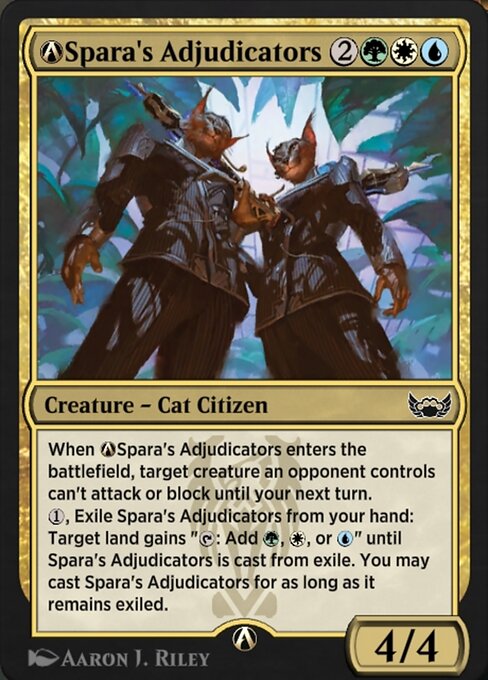 Spara's Adjudicators 2
Creature – Cat Citizen
When Spara's Adjudicators enters the
battlefield, target creature an opponent controls
can't attack or block until your next turn.
1, Exile Spara's Adjudicators from your hand:
Target land gains ": Add , , or " until
Spara's Adjudicators is cast from exile. You may
cast Spara's Adjudicators for as long as it
remains exiled.
4/4
Aaron J. Riley